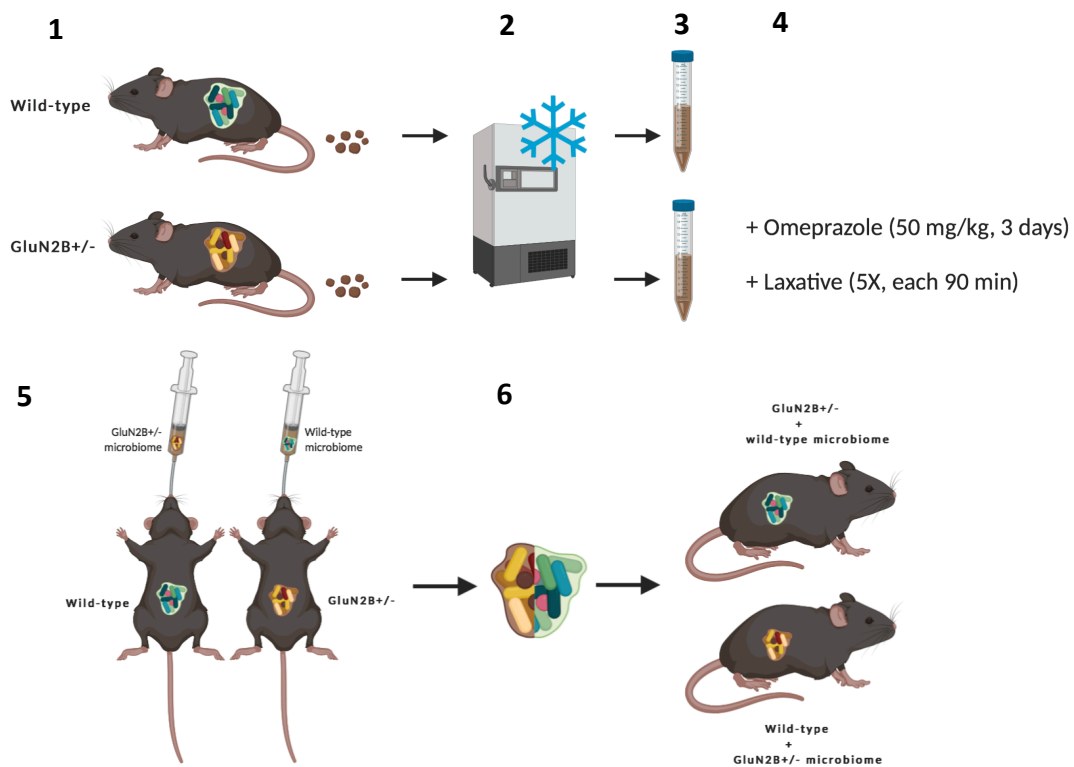 1
2
3
4
Wild-type
GluN2B+/-
+ Omeprazole (50 mg/kg, 3 days)
+ Laxative (5X, each 90 min)
5
6
GluN2B+/-
microbiome
Wild-type
microbiome
Wild-type
GluN2B+/-
GluN2B+/-
+
wild-type microbiome
Wild-type
+
GluN2B+/- microbiome